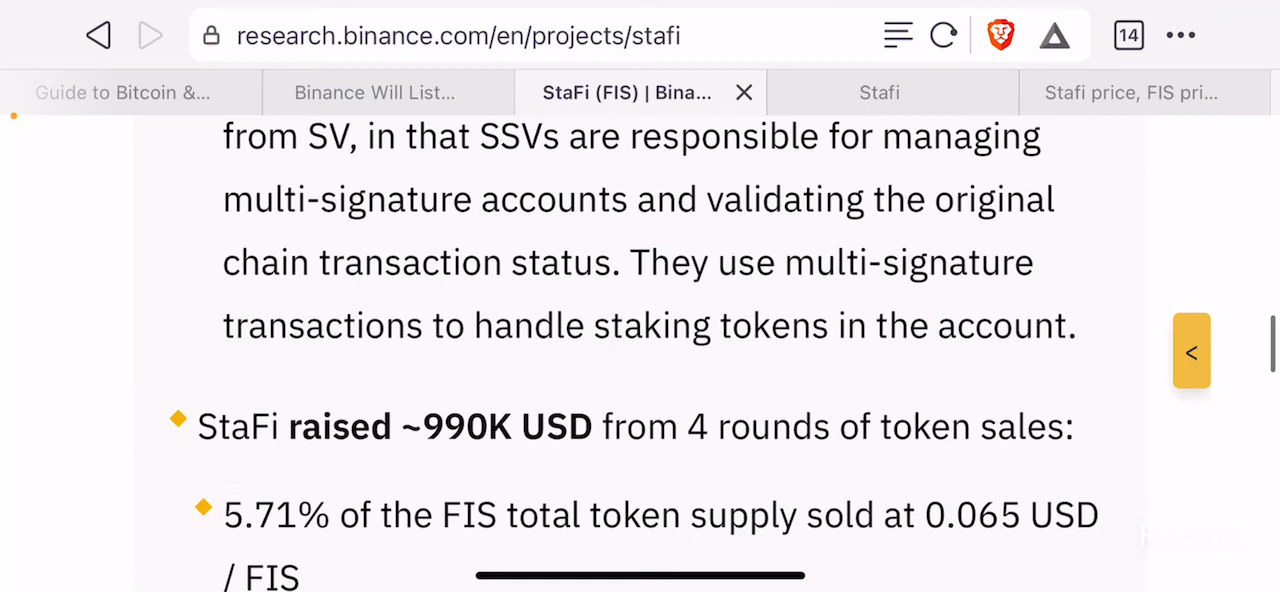 research.binance.com/en/projects/stafi
14
Guide to Bitcoin &...
Binance Will List...
StaFi (FIS) | Bina...
Stafi
Stafi price, FIS pri...
from SV, in that SSVs are responsible for managing
multi-signature accounts and validating the original
chain transaction status. They use multi-signature
transactions to handle staking tokens in the account.
<
StaFi raised ~990K USD from 4 rounds of token sales:
5.71% of the FIS total token supply sold at 0.065 USD
/ FIS